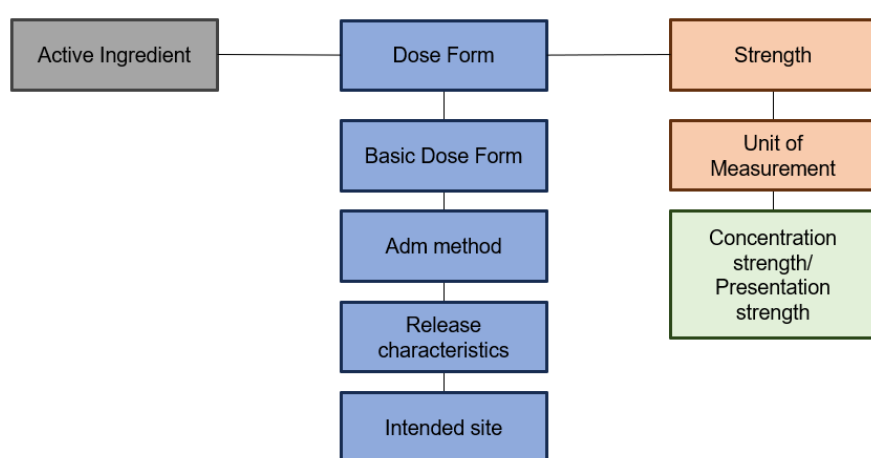 Active Ingredient
Dose Form
Strength
Basic Dose Form
Unit of
Measurement
Adm method
Concentration
strength/
Presentation
strength
Release
characteristics
Intended site